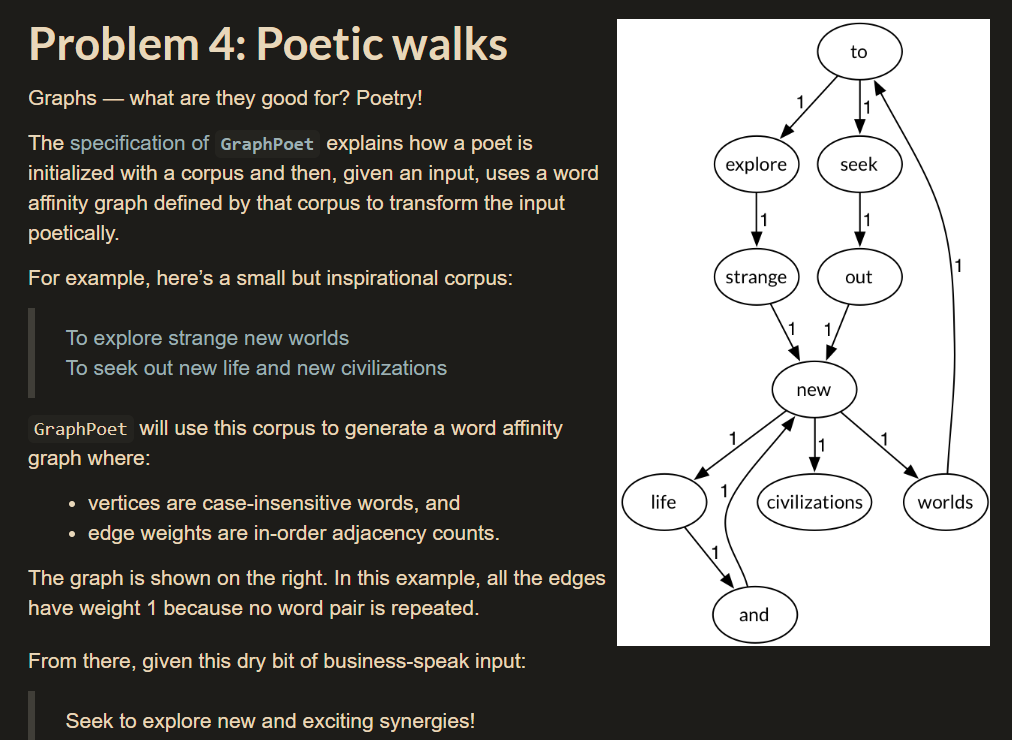 Problem 4: Poetic walks
Graphs — what are they good for? Poetry!
The specification of GraphPoet explains how a poet is
initialized with a corpus and then, given an input, uses a word
affinity graph defined by that corpus to transform the input
poetically.
For example, here’s a small but inspirational corpus:
To explore strange new worlds
To seek out new life and new civilizations
GraphPoet will use this corpus to generate a word affinity
graph where:
• vertices are case-insensitive words, and
• edge weights are in-order adjacency counts.
The graph is shown on the right. In this example, all the edges
have weight 1 because no word pair is repeated.
From there, given this dry bit of business-speak input:
Seek to explore new and exciting synergies!
to
1 1
explore seek
1 1
1
strange out
1 1
new
1 1 1
1
life civilizations worlds
1
and